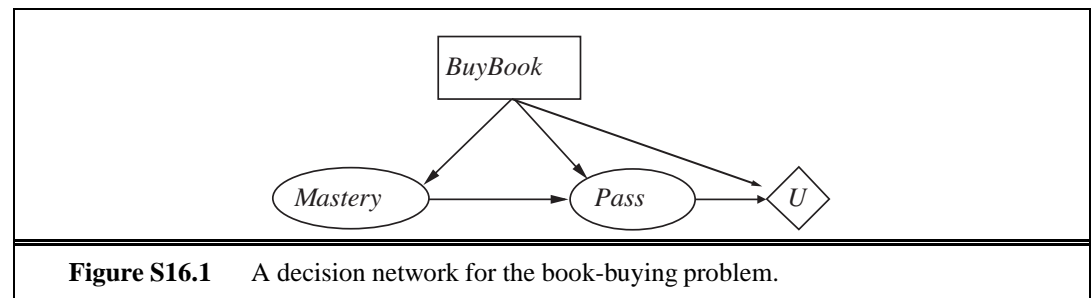 BuyBook
Mastery
Pass
U
Figure S16.1 A decision network for the book-buying problem.